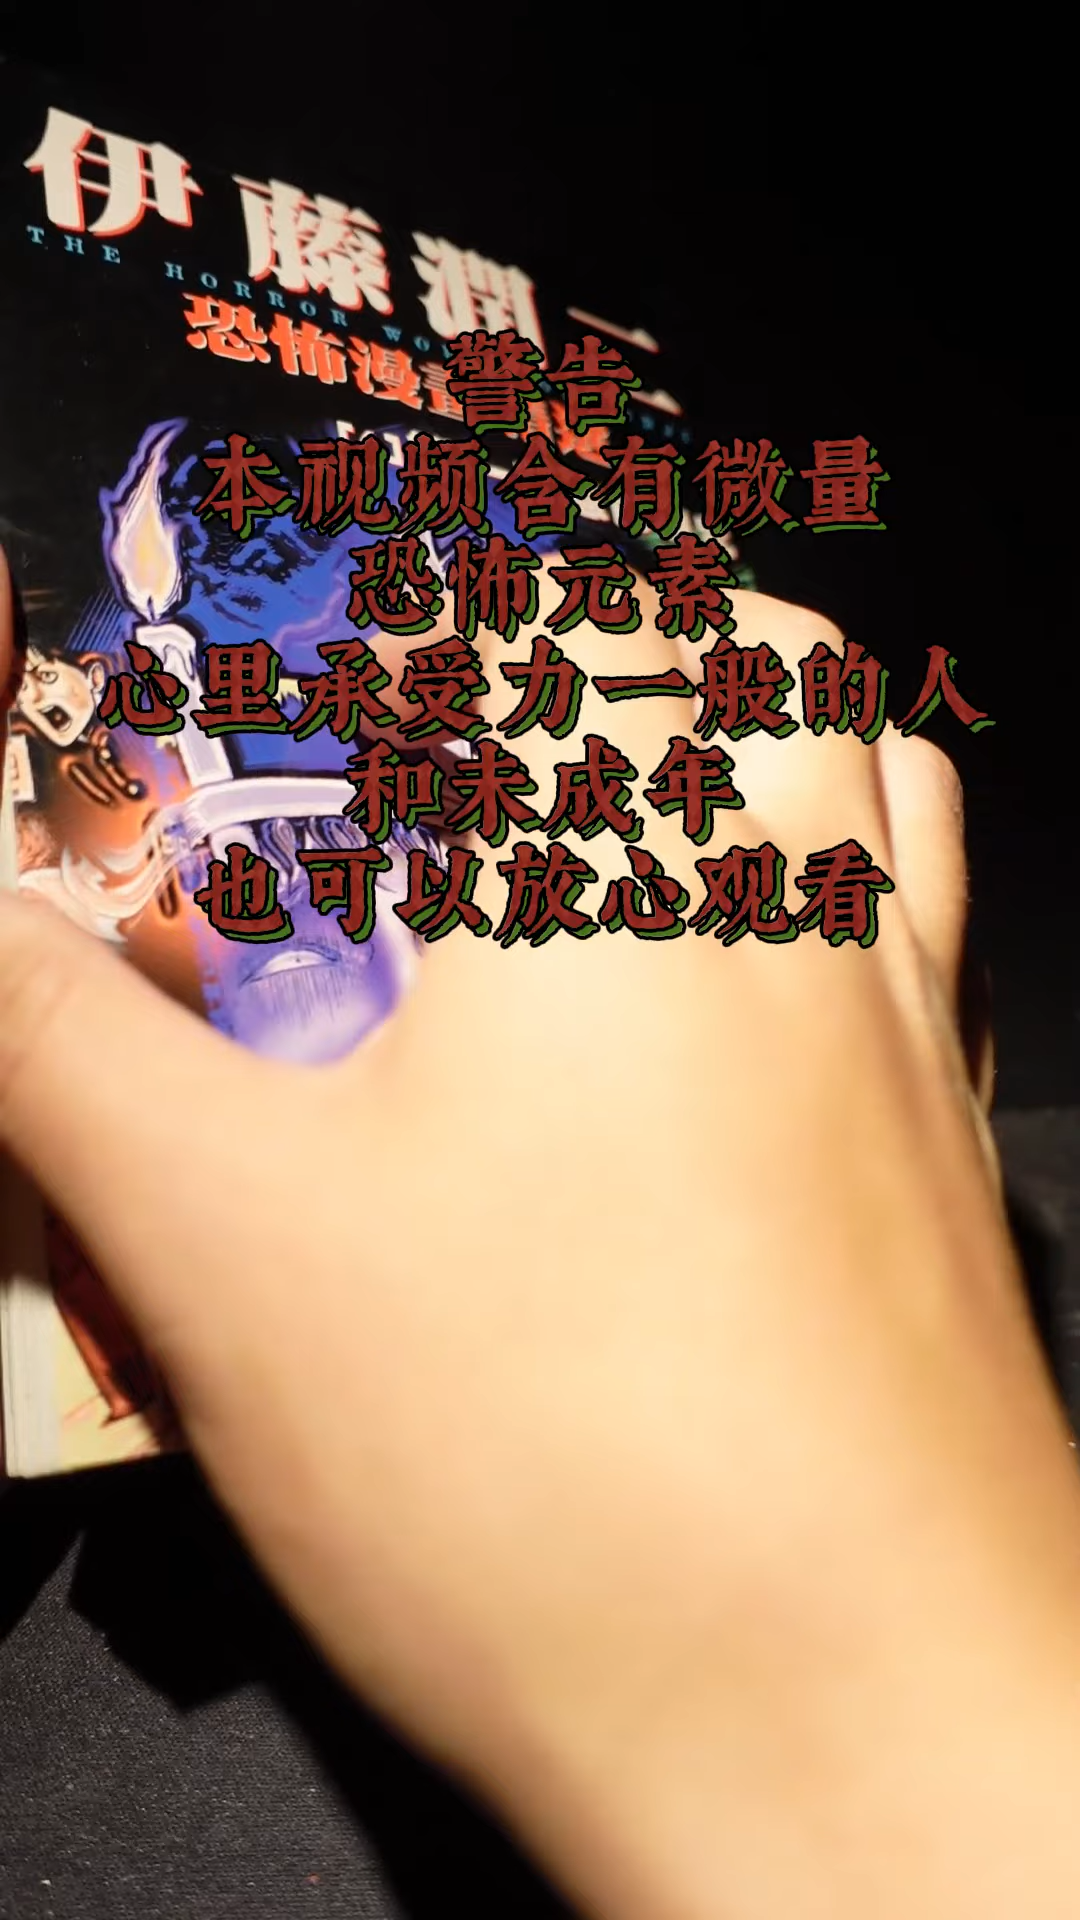 伊藤潤二
THE HORROR WO
恐怖漫畫
警告
本视频含有微量
恐怖元素
心里承受力一般的人
和未成年
也可以放心观看